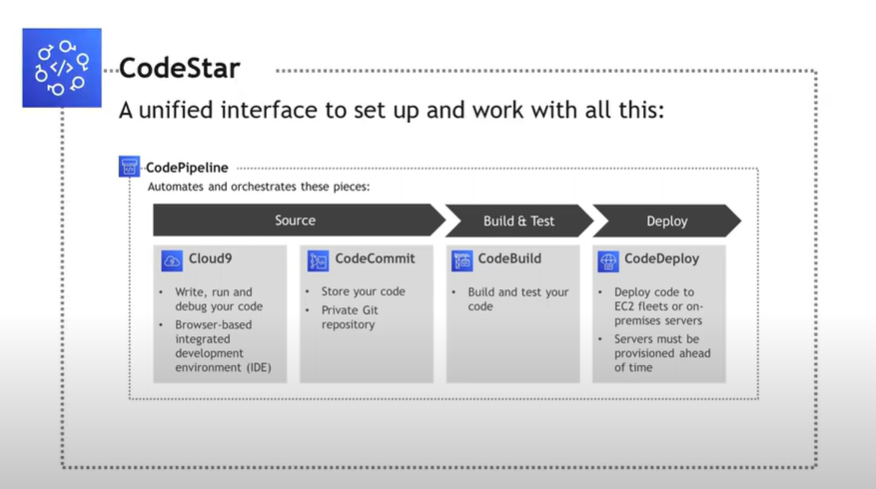 CodeStar
A unified interface to set up and work with all this:
CodePipeline
Automates and orchestrates these pieces:
Source
Build & Test
Deploy
Cloud9
• Write, run and
debug your code
• Browser-based
integrated
development
environment (IDE)
CodeCommit
• Store your code
• Private Git
repository
CodeBuild
• Build and test your
code
CodeDeploy
• Deploy code to
EC2 fleets or on-
premises servers
• Servers must be
provisioned ahead
of time